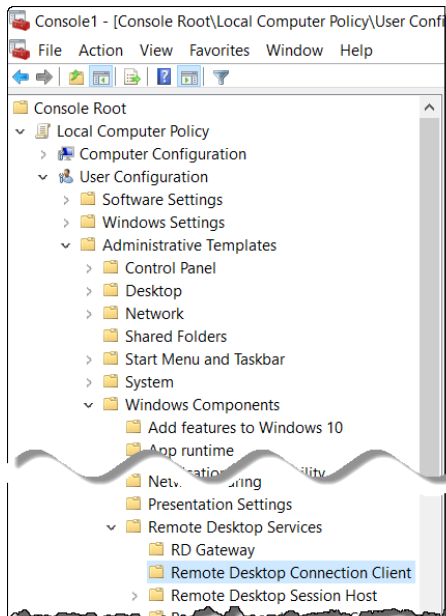 Console1 - [Console Root\Local Computer Policy\User Confi
File Action View Favorites Window Help
Console Root
Local Computer Policy
Computer Configuration
User Configuration
Software Settings
Windows Settings
Administrative Templates
Control Panel
Desktop
Network
Shared Folders
Start Menu and Taskbar
System
Windows Components
Add features to Windows 10
App runtime
Presentation Settings
Remote Desktop Services
RD Gateway
Remote Desktop Connection Client
Remote Desktop Session Host